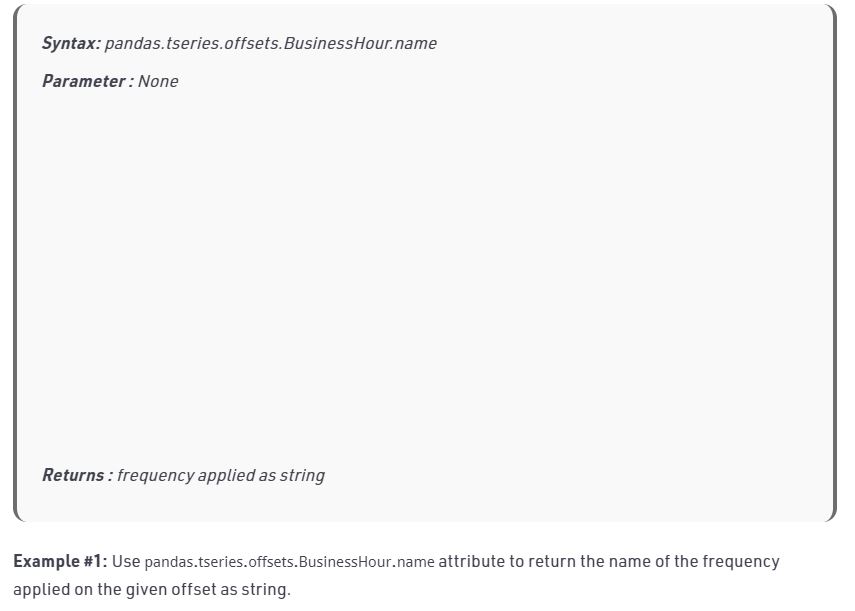 Syntax: pandas.tseries.offsets.BusinessHour.name
Parameter : None
Returns : frequency applied as string
Example #1: Use pandas.tseries.offsets.BusinessHour.name attribute to return the name of the frequency
applied on the given offset as string.